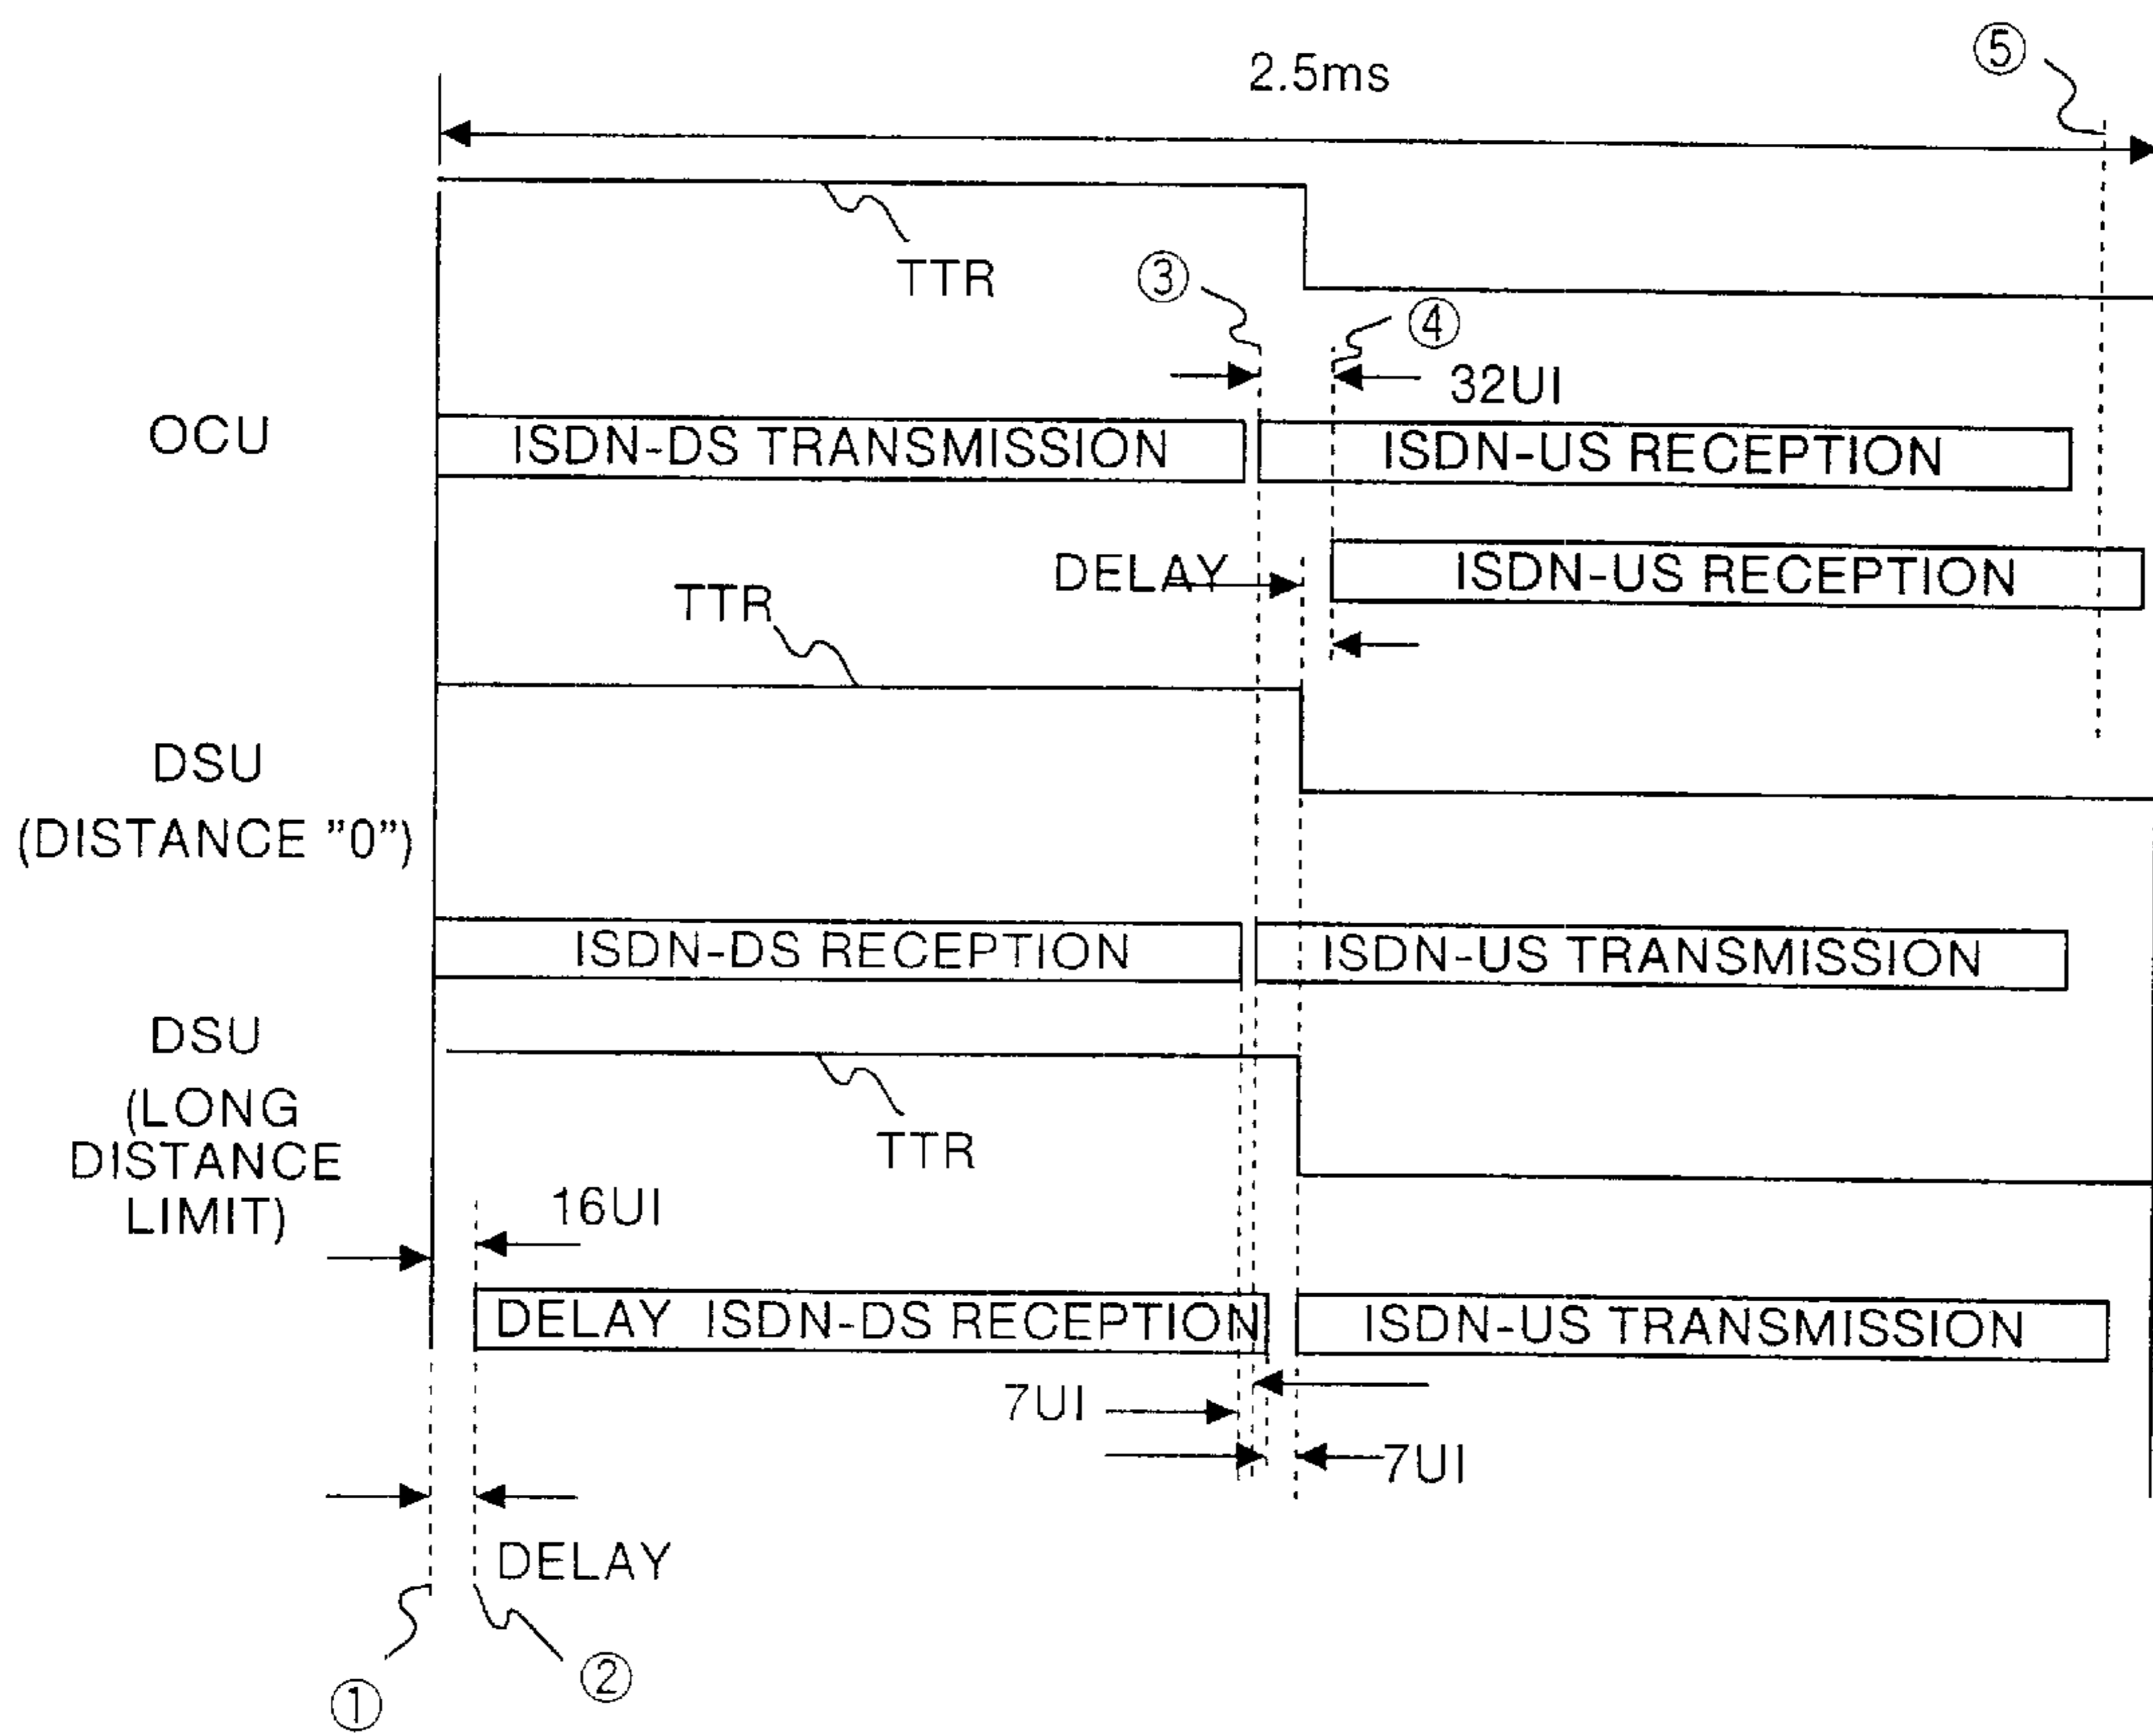 ⑤
2.5ms
TTR
③
④
32UI
OCU
ISDN-DS TRANSMISSION
ISDN-US RECEPTION
DELAY
ISDN-US RECEPTION
TTR
DSU
(DISTANCE "0")
ISDN-DS RECEPTION
ISDN-US TRANSMISSION
DSU
(LONG
DISTANCE
LIMIT)
TTR
16UI
DELAY ISDN-DS RECEPTION
ISDN-US TRANSMISSION
7UI
7UI
DELAY
①
②